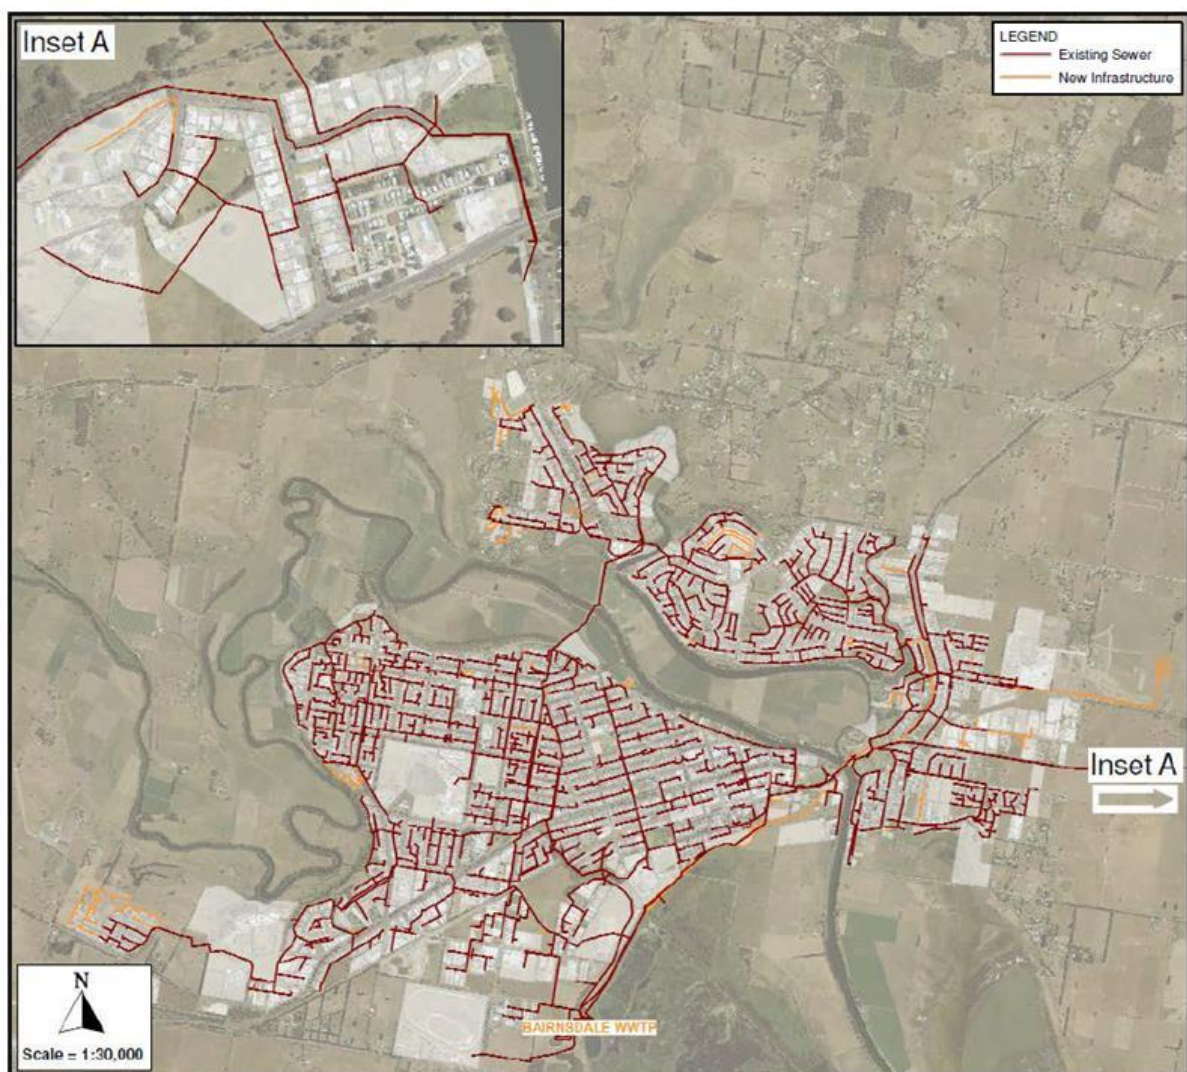 Inset A
LEGEND
Existing Sewer
New Infrastructure
Inset A
N
Scale = 1:30,000
BAIRNSDALE WWTP